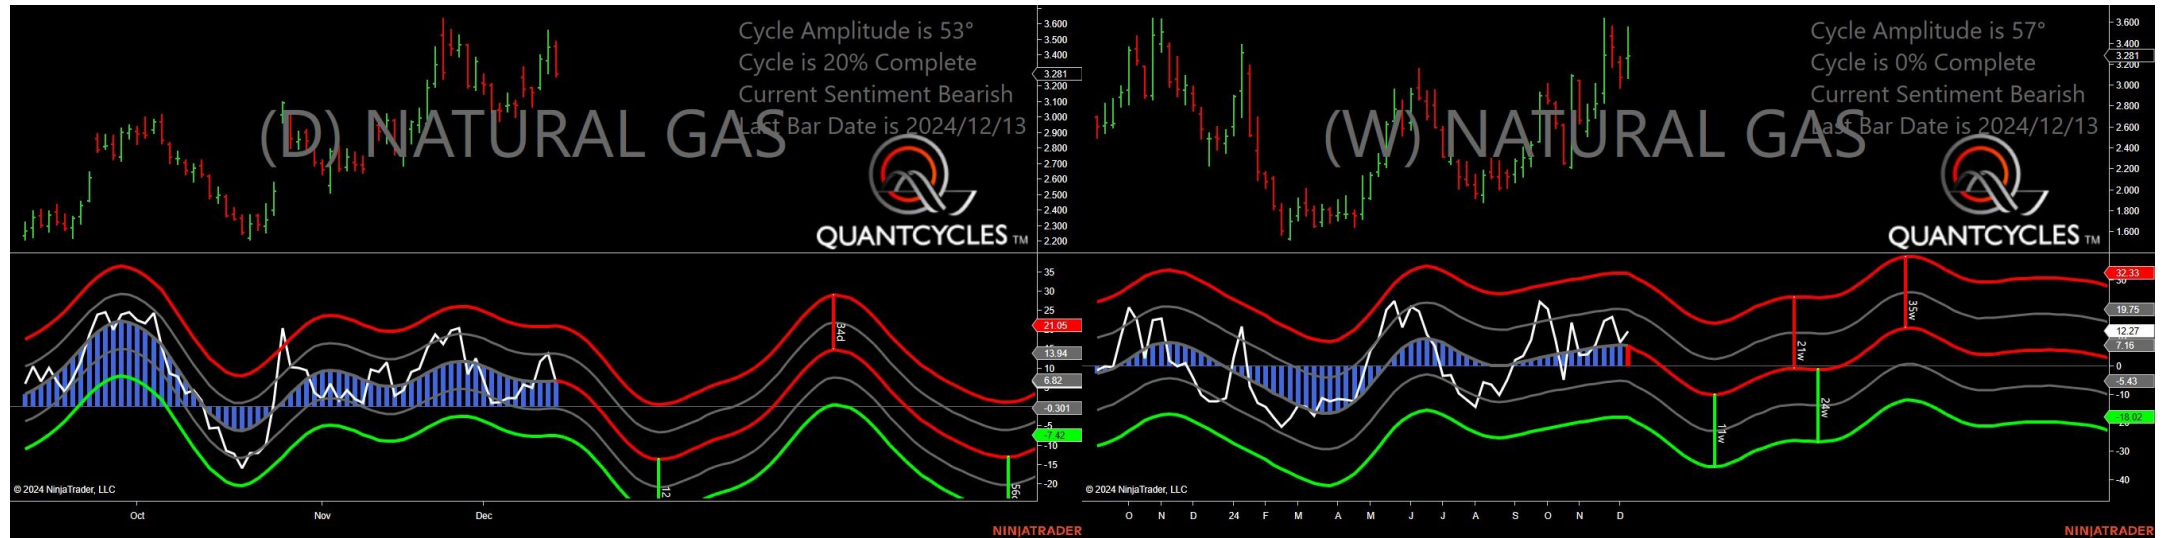 Cycle Amplitude is 53°
Cycle is 20% Complete
Current Sentiment Bearish
Last Bar Date is 2024/12/13
(D) NATURAL GAS
QUANTCYCLES TM
3.600
3.500
3.400
3.281
3.200
3.100
3.000
2.900
2.800
2.700
2.600
2.500
2.400
2.300
2.200
35
30
25
21.05
15
13.94
10
6.82
-0.301
-5
-7.42
-10
-15
-20
34d
12
56d
© 2024 NinjaTrader, LLC
Oct
Nov
Dec
NINJATRADER
Cycle Amplitude is 57°
Cycle is 0% Complete
Current Sentiment Bearish
Last Bar Date is 2024/12/13
(W) NATURAL GAS
QUANTCYCLES TM
3.600
3.400
3.281
3.200
3.000
2.800
2.600
2.400
2.200
2.000
1.800
1.600
32.33
30
19.75
12.27
7.16
0
-5.43
-10
-18.02
-30
-40
11w
21w
24w
35w
© 2024 NinjaTrader, LLC
O N D 24 F M A M J J A S O N D
NINJATRADER